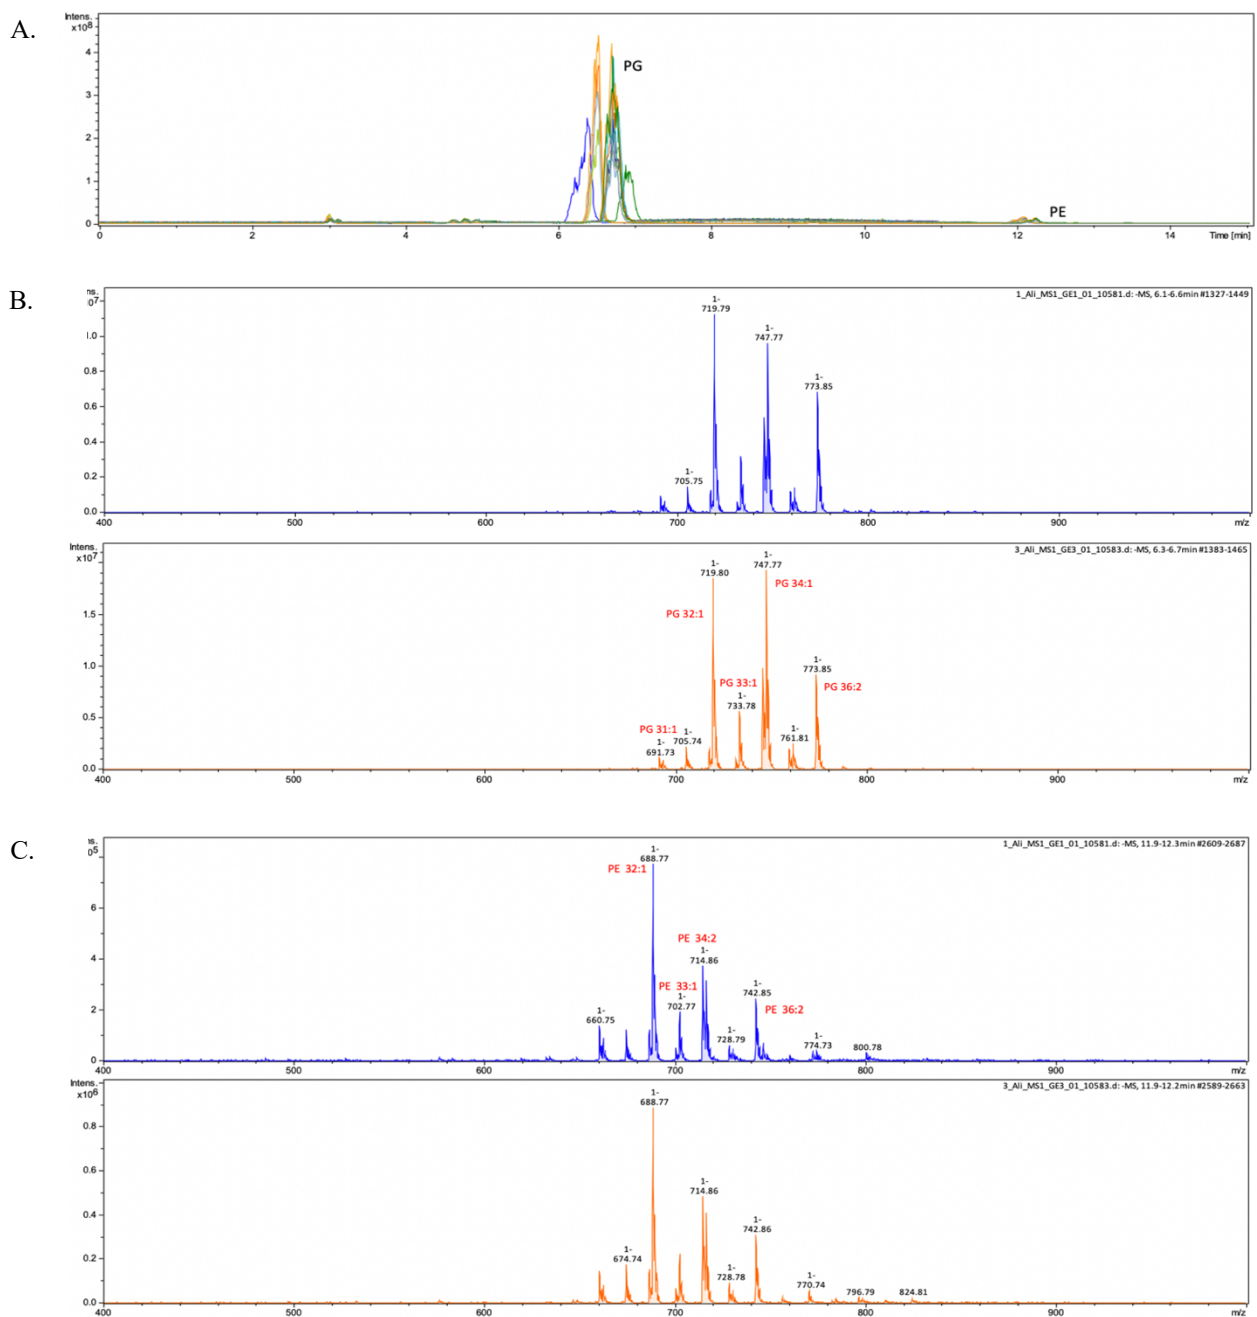 A.
Intens.
x10⁸
4
3
2
1
0
PG
PE
0 2 4 6 8 10 12 14 Time [min]
B.
ns.
0⁷
1_Ali_MS1_GE1_01_10581.d: -MS, 6.1-6.6min #1327-1449
1-
719.79
1-
747.77
1-
773.85
1-
705.75
l.0
0.8
0.6
0.4
0.2
0.0
400 500 600 700 800 900 m/z
Intens.
x10⁷
3_Ali_MS1_GE3_01_10583.d: -MS, 6.3-6.7min #1383-1465
1-
747.77
PG 34:1
1-
719.80
PG 32:1
1-
773.85
PG 36:2
PG 33:1
1-
733.78
PG 31:1
1-
705.74
1-
691.73
1-
761.81
1.5
1.0
0.5
0.0
400 600 700 800 900 m/z
C.
ns.
0⁵
1_Ali_MS1_GE1_01_10581.d: -MS, 11.9-12.3min #2609-2687
1-
688.77
PE 32:1
PE 34:2
1-
714.86
PE 33:1
1-
702.77
1-
742.85
PE 36:2
1-
660.75
1-
728.79
1-
774.73
800.78
6
4
2
0
400 500 600 700 800 900 m/z
Intens.
x10⁶
3_Ali_MS1_GE3_01_10583.d: -MS, 11.9-12.2min #2589-2663
1-
688.77
1-
714.86
1-
742.86
1-
674.74
1-
728.78
1-
770.74
796.79
824.81
0.8
0.6
0.4
0.2
0.0
400 500 600 700 800 900 m/z